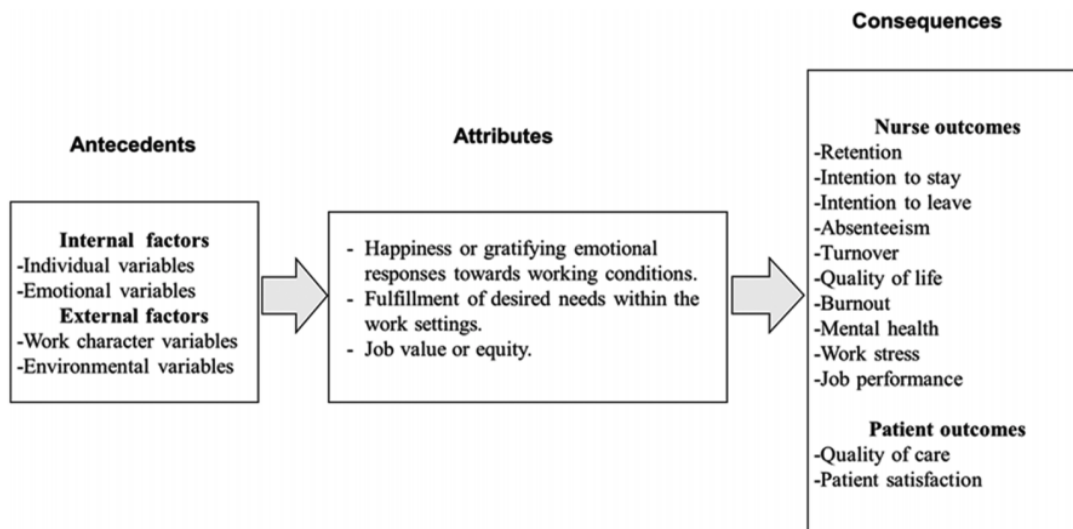 Antecedents
Internal factors
-Individual variables
-Emotional variables
External factors
-Work character variables
-Environmental variables
Attributes
- Happiness or gratifying emotional
responses towards working conditions.
- Fulfillment of desired needs within the
work settings.
- Job value or equity.
Consequences
Nurse outcomes
-Retention
-Intention to stay
-Intention to leave
-Absenteeism
-Turnover
-Quality of life
-Burnout
-Mental health
-Work stress
-Job performance
Patient outcomes
-Quality of care
-Patient satisfaction